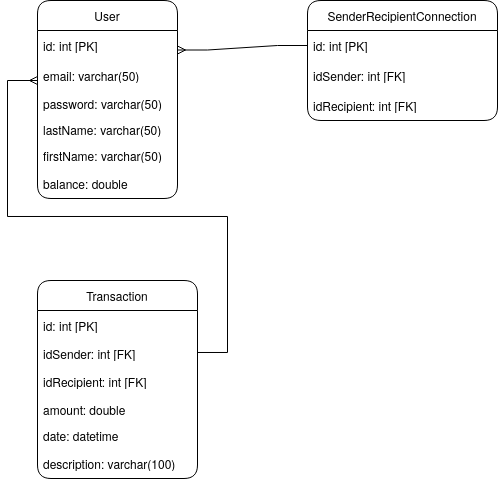 User
id: int [PK]
email: varchar(50)
password: varchar(50)
lastName: varchar(50)
firstName: varchar(50)
balance: double
SenderRecipientConnection
id: int [PK]
idSender: int [FK]
idRecipient: int [FK]
Transaction
id: int [PK]
idSender: int [FK]
idRecipient: int [FK]
amount: double
date: datetime
description: varchar(100)